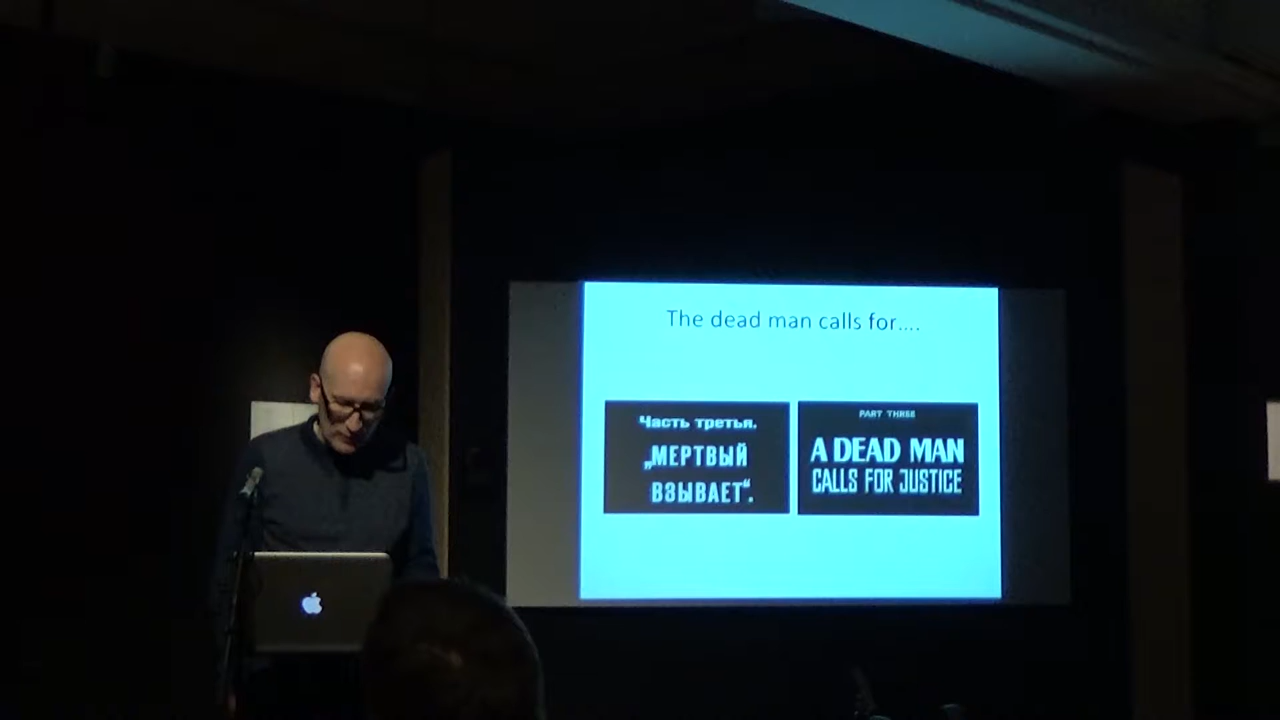 The dead man calls for....
Часть третья.
„МЕРТВЫЙ
ВЗЫВАЕТ“.
PART THREE
A DEAD MAN
CALLS FOR JUSTICE